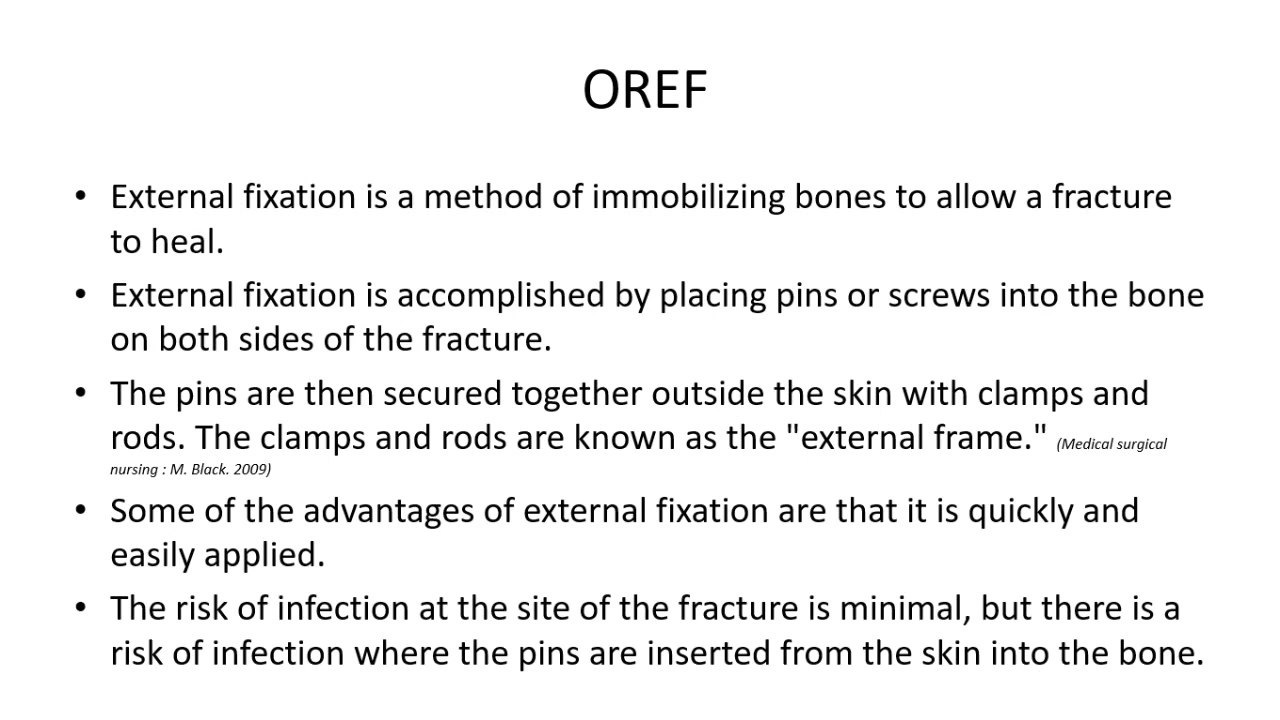 OREF
• External fixation is a method of immobilizing bones to allow a fracture
to heal.
• External fixation is accomplished by placing pins or screws into the bone
on both sides of the fracture.
• The pins are then secured together outside the skin with clamps and
rods. The clamps and rods are known as the "external frame." (Medical surgical
nursing : M. Black. 2009)
• Some of the advantages of external fixation are that it is quickly and
easily applied.
• The risk of infection at the site of the fracture is minimal, but there is a
risk of infection where the pins are inserted from the skin into the bone.